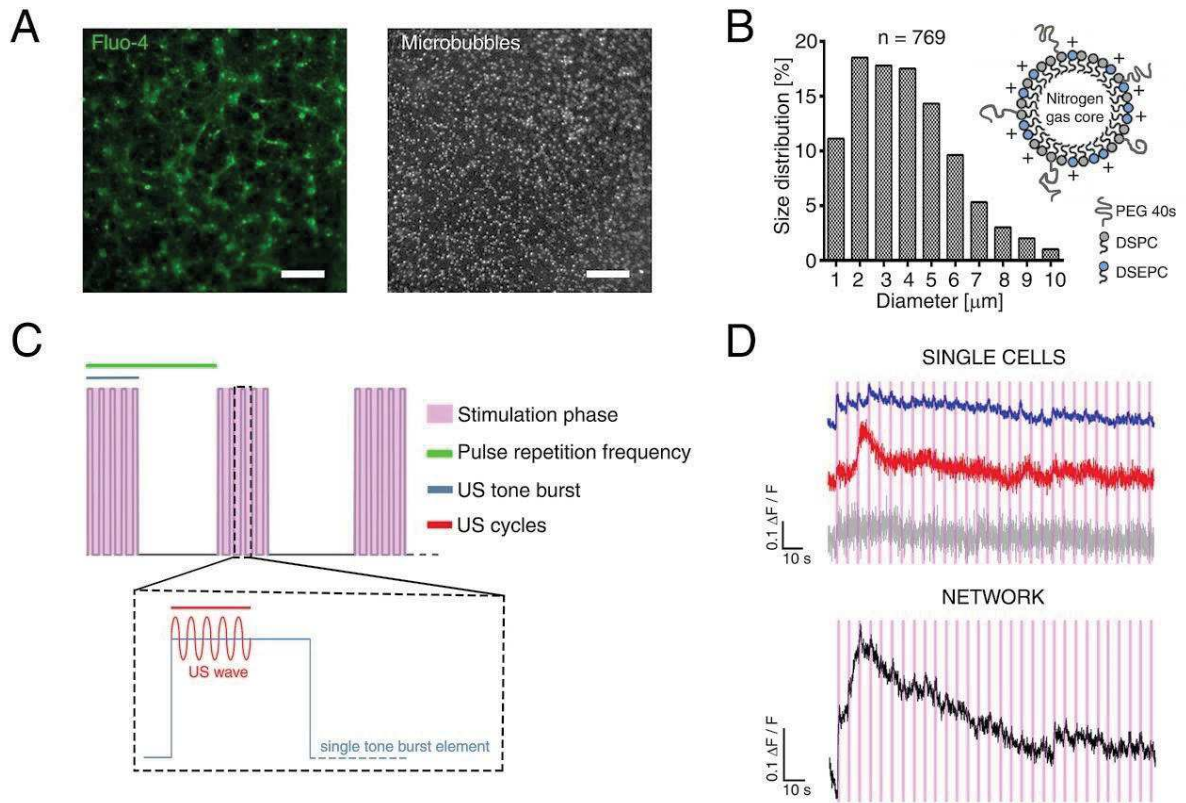 A
Fluo-4
Microbubbles
B
n = 769
Size distribution [%]
20
15
10
5
0
1 2 3 4 5 6 7 8 9 10
Diameter [μm]
Nitrogen
gas core
+ + + + + + + + + +
PEG 40s
DSPC
DSEPC
C
Stimulation phase
Pulse repetition frequency
US tone burst
US cycles
US wave
single tone burst element
D
SINGLE CELLS
0.1 ΔF / F
10 s
NETWORK
0.1 ΔF / F
10 s